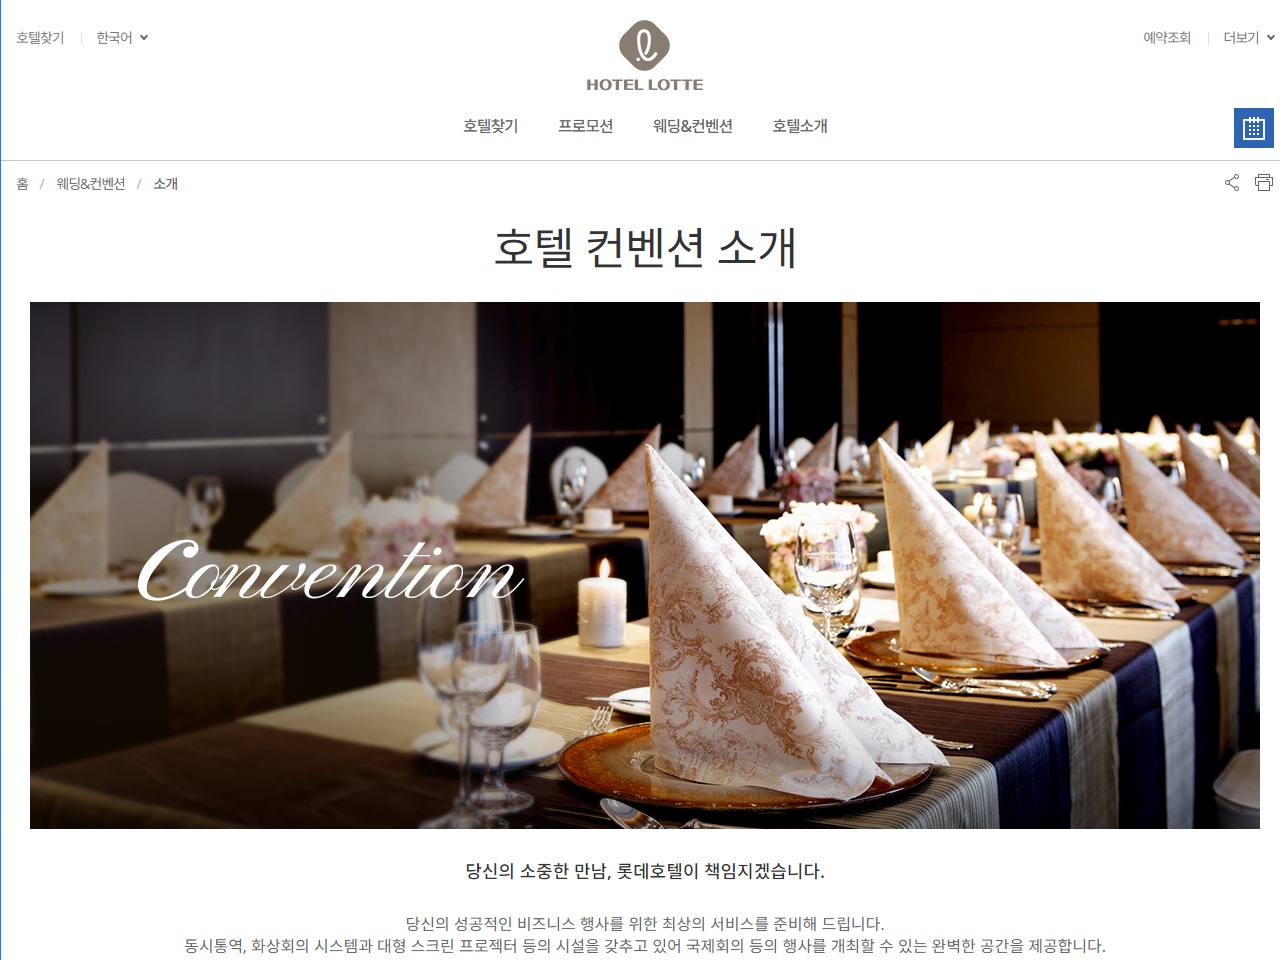 호텔찾기 한국어 예약조회 더보기
HOTEL LOTTE
호텔찾기 프로모션 웨딩&컨벤션 호텔소개
홈 / 웨딩&컨벤션 / 소개
호텔 컨벤션 소개
Convention
당신의 소중한 만남, 롯데호텔이 책임지겠습니다.
당신의 성공적인 비즈니스 행사를 위한 최상의 서비스를 준비해 드립니다.
동시통역, 화상회의 시스템과 대형 스크린 프로젝터 등의 시설을 갖추고 있어 국제회의 등의 행사를 개최할 수 있는 완벽한 공간을 제공합니다.